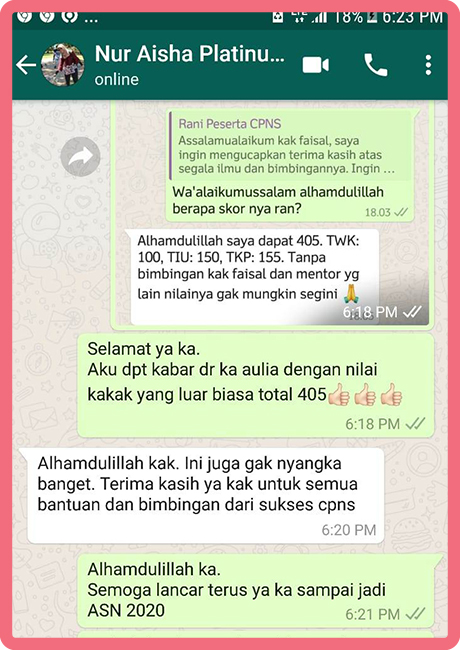 ... LTE 18% 6:23 PM
Nur Aisha Platinu...
online
Rani Peserta CPNS
Assalamualaikum kak faisal, saya
ingin mengucapkan terima kasih atas
segala ilmu dan bimbingannya. Ingin ...
Wa'alaikumussalam alhamdulillah
berapa skor nya ran?
18.03
Alhamdulillah saya dapat 405. TWK:
100, TIU: 150, TKP: 155. Tanpa
bimbingan kak faisal dan mentor yg
lain nilainya gak mungkin segini 🙏
6:18 PM
Selamat ya ka.
Aku dpt kabar dr ka aulia dengan nilai
kakak yang luar biasa total 405👍🏻👍🏻👍🏻
6:18 PM
Alhamdulillah kak. Ini juga gak nyangka
banget. Terima kasih ya kak untuk semua
bantuan dan bimbingan dari sukses cpns
6:20 PM
Alhamdulillah ka.
Semoga lancar terus ya ka sampai jadi
ASN 2020
6:21 PM